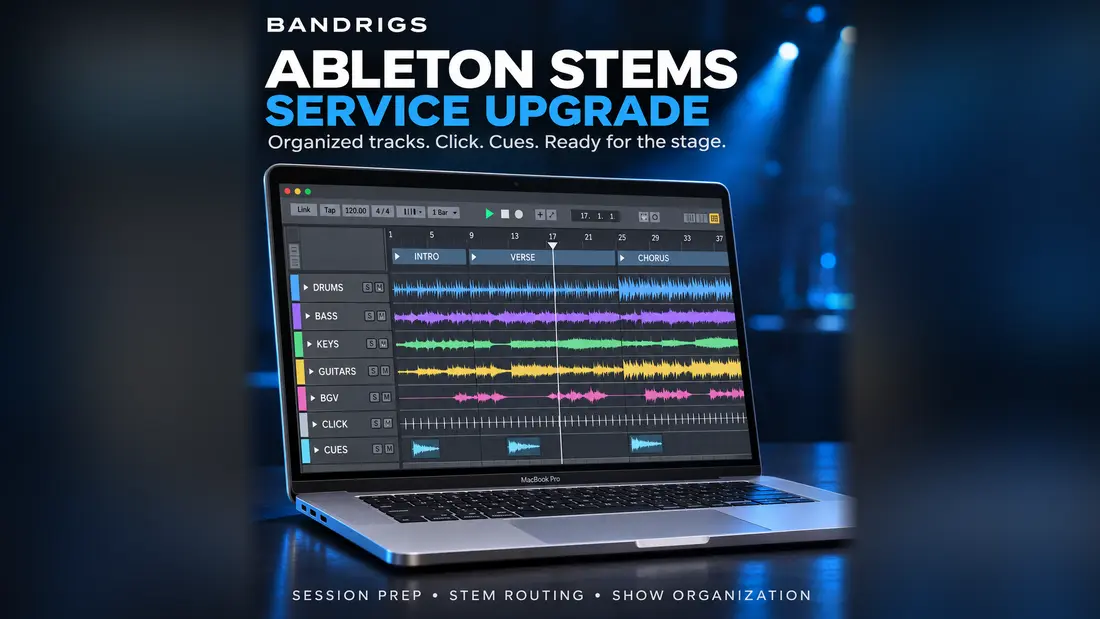 BANDRIGS
ABLETON STEMS
SERVICE UPGRADE
Organized tracks. Click. Cues. Ready for the stage.
Link Tap 120.00 4 / 4 1 Bar 17. 1. 1
1 5 9 13 17 21 25 29 33 37
INTRO VERSE CHORUS
DRUMS S M
BASS S M
KEYS S M
GUITARS S M
BGV S M
CLICK S M
CUES S M
MacBook Pro
SESSION PREP • STEM ROUTING • SHOW ORGANIZATION